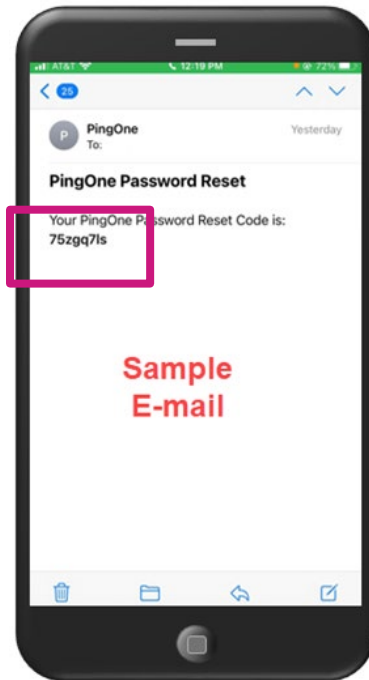 AT&T 12:19 PM 72%
25
P PingOne Yesterday
To:
PingOne Password Reset
Your PingOne Password Reset Code is:
75zgq7ls
Sample
E-mail